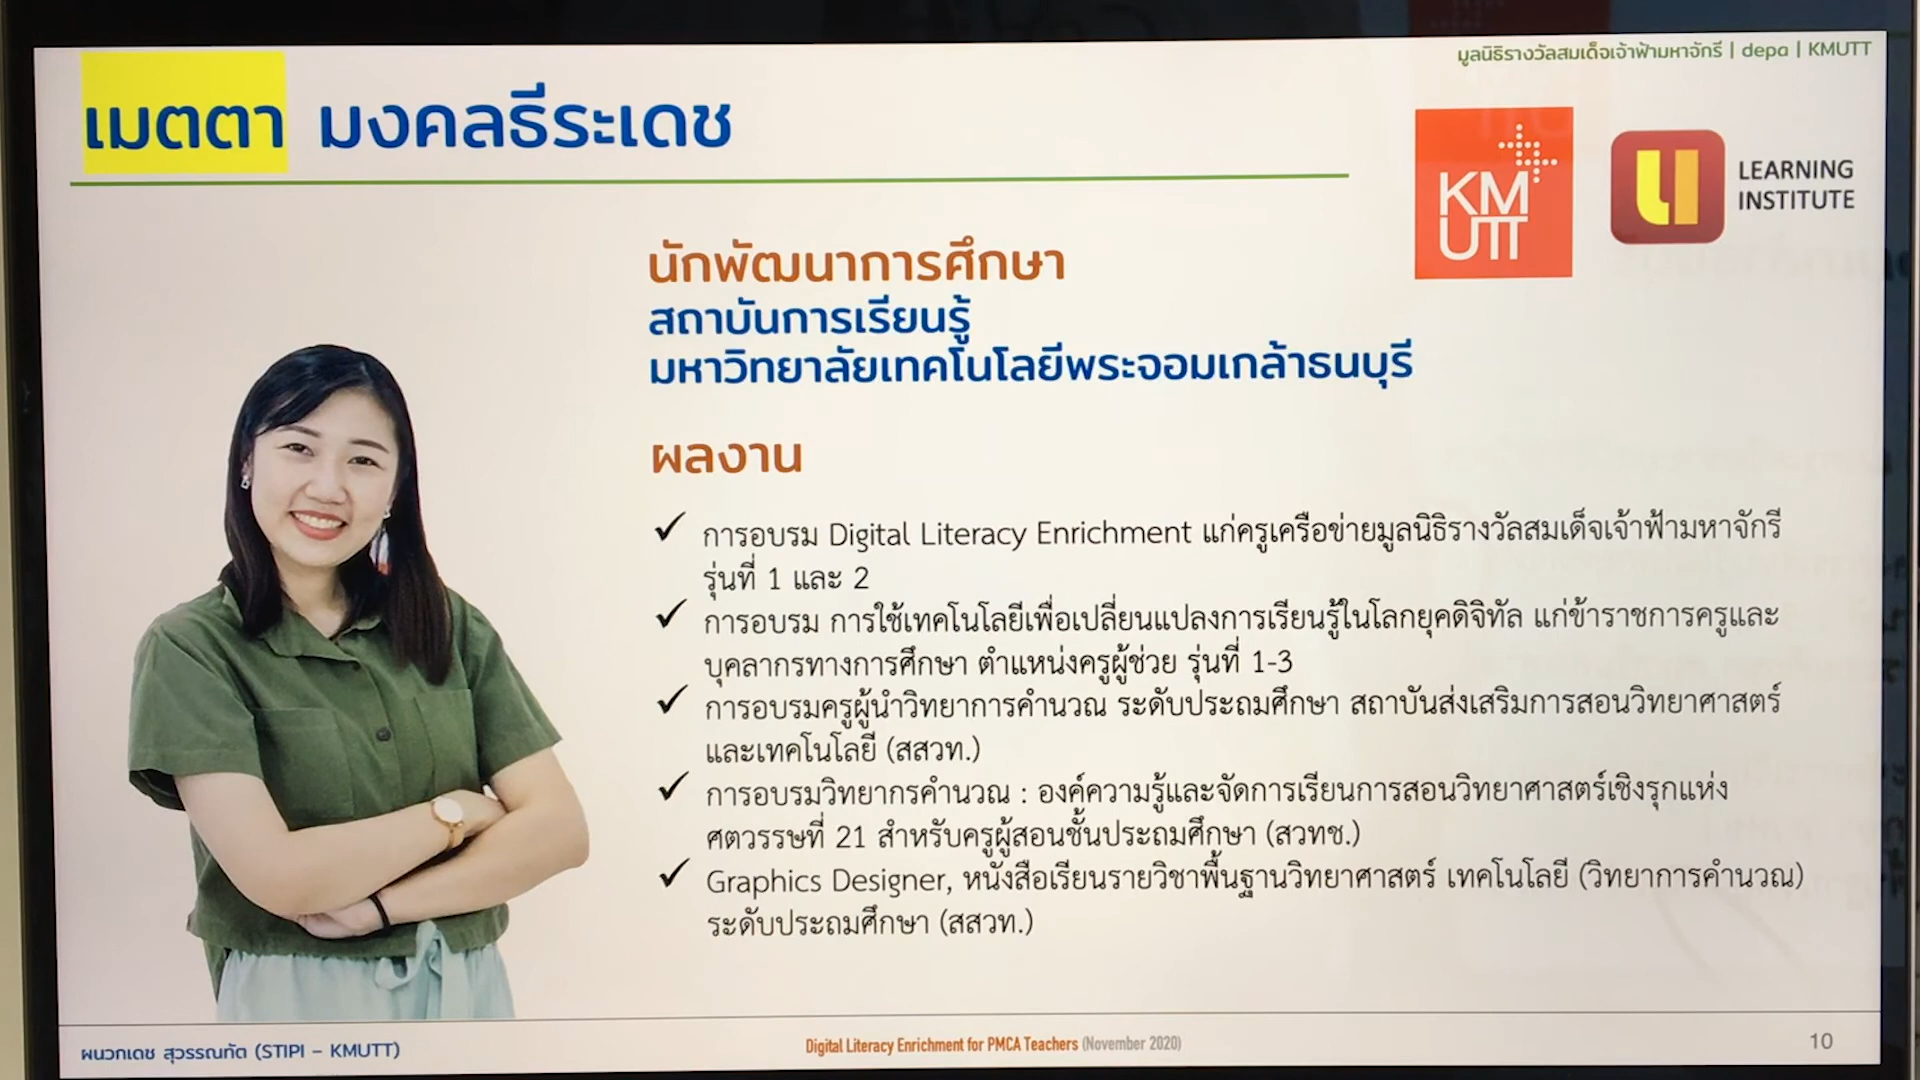 มูลนิธิรางวัลสมเด็จเจ้าฟ้ามหาจักรี | depa | KMUTT
เมตตา มงคลธีระเดช
KM
UTT
LEARNING
INSTITUTE
นักพัฒนาการศึกษา
สถาบันการเรียนรู้
มหาวิทยาลัยเทคโนโลยีพระจอมเกล้าธนบุรี
ผลงาน
✓ การอบรม Digital Literacy Enrichment แก่ครูเครือข่ายมูลนิธิรางวัลสมเด็จเจ้าฟ้ามหาจักรี
รุ่นที่ 1 และ 2
✓ การอบรม การใช้เทคโนโลยีเพื่อเปลี่ยนแปลงการเรียนรู้ในโลกยุคดิจิทัล แก่ข้าราชการครูและ
บุคลากรทางการศึกษา ตำแหน่งครูผู้ช่วย รุ่นที่ 1-3
✓ การอบรมครูผู้นำวิทยาการคำนวณ ระดับประถมศึกษา สถาบันส่งเสริมการสอนวิทยาศาสตร์
และเทคโนโลยี (สสวท.)
✓ การอบรมวิทยากรคำนวณ : องค์ความรู้และจัดการเรียนการสอนวิทยาศาสตร์เชิงรุกแห่ง
ศตวรรษที่ 21 สำหรับครูผู้สอนชั้นประถมศึกษา (สวทช.)
✓ Graphics Designer, หนังสือเรียนรายวิชาพื้นฐานวิทยาศาสตร์ เทคโนโลยี (วิทยาการคำนวณ)
ระดับประถมศึกษา (สสวท.)
ผนวกเดช สุวรรณทัต (STIPI – KMUTT)
Digital Literacy Enrichment for PMCA Teachers (November 2020)
10